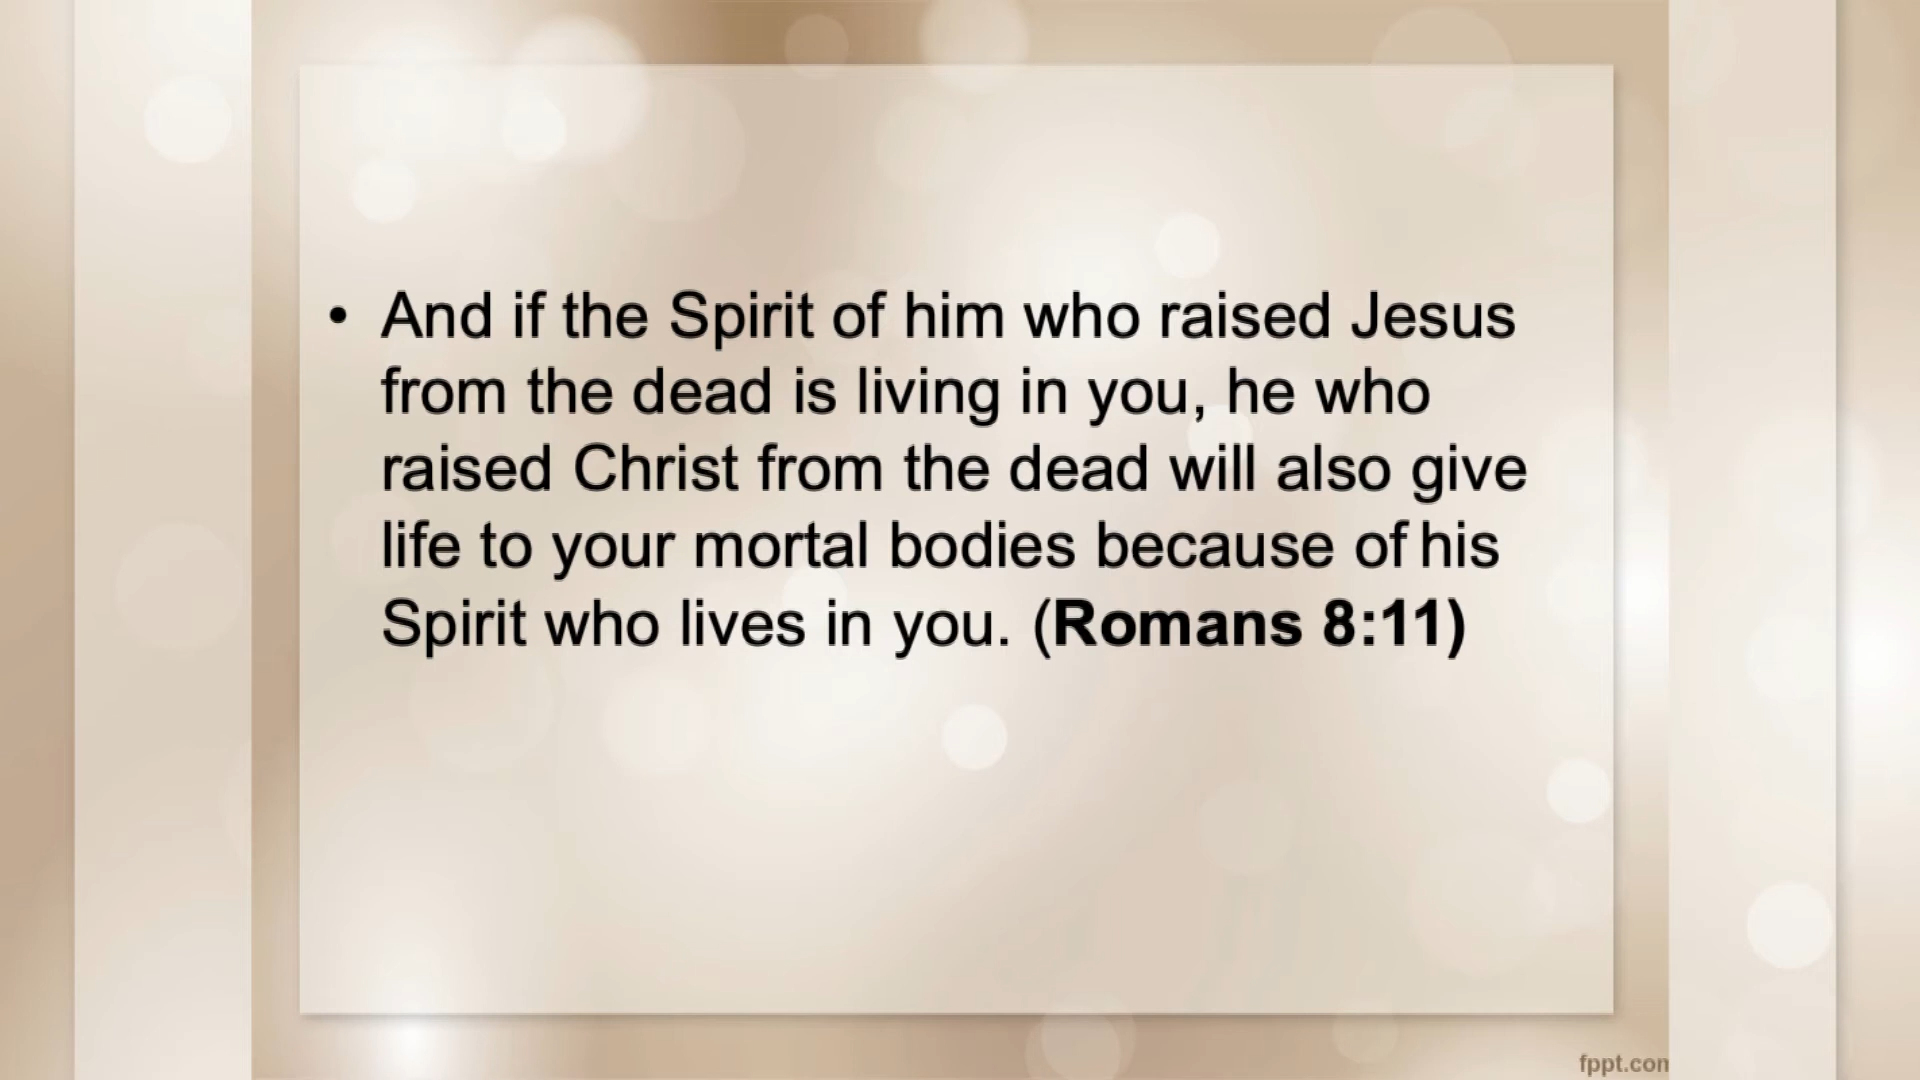 • And if the Spirit of him who raised Jesus
from the dead is living in you, he who
raised Christ from the dead will also give
life to your mortal bodies because of his
Spirit who lives in you. (Romans 8:11)
fppt.com